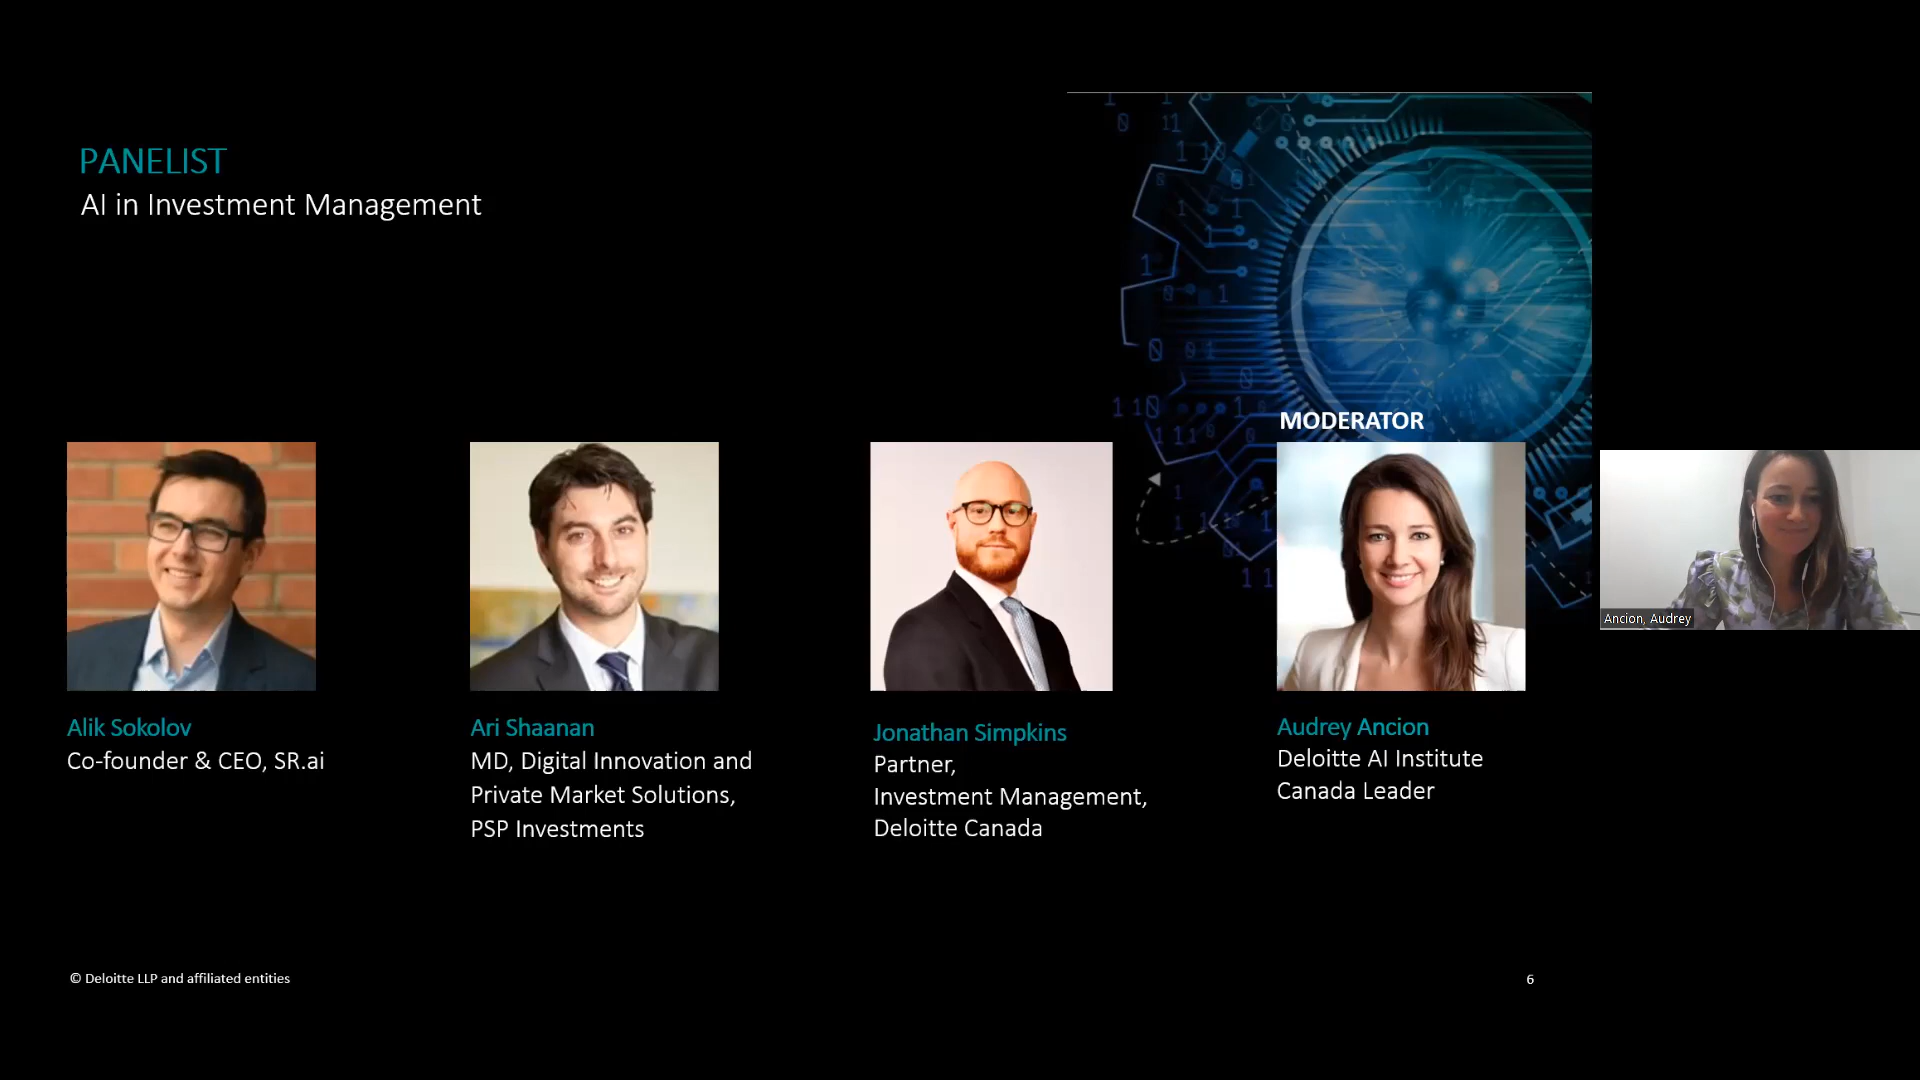 PANELIST
AI in Investment Management
MODERATOR
Alik Sokolov
Co-founder & CEO, SR.ai
Ari Shaanan
MD, Digital Innovation and
Private Market Solutions,
PSP Investments
Jonathan Simpkins
Partner,
Investment Management,
Deloitte Canada
Audrey Ancion
Deloitte AI Institute
Canada Leader
Ancion, Audrey
© Deloitte LLP and affiliated entities
6